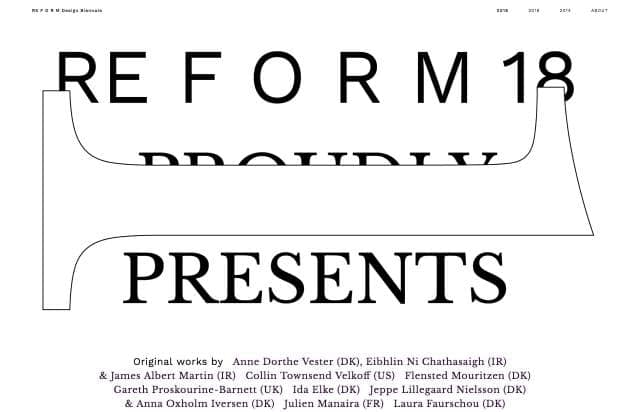 RE F O R M Design Biennale
2018 2016 2014 ABOUT
RE F O R M 18
PROUDLY
PRESENTS
Original works by Anne Dorthe Vester (DK), Eibhlin Ni Chathasaigh (IR)
& James Albert Martin (IR) Collin Townsend Velkoff (US) Flensted Mouritzen (DK)
Gareth Proskourine-Barnett (UK) Ida Elke (DK) Jeppe Lillegaard Nielsson (DK)
& Anna Oxholm Iversen (DK) Julien Manaira (FR) Laura Faurschou (DK)